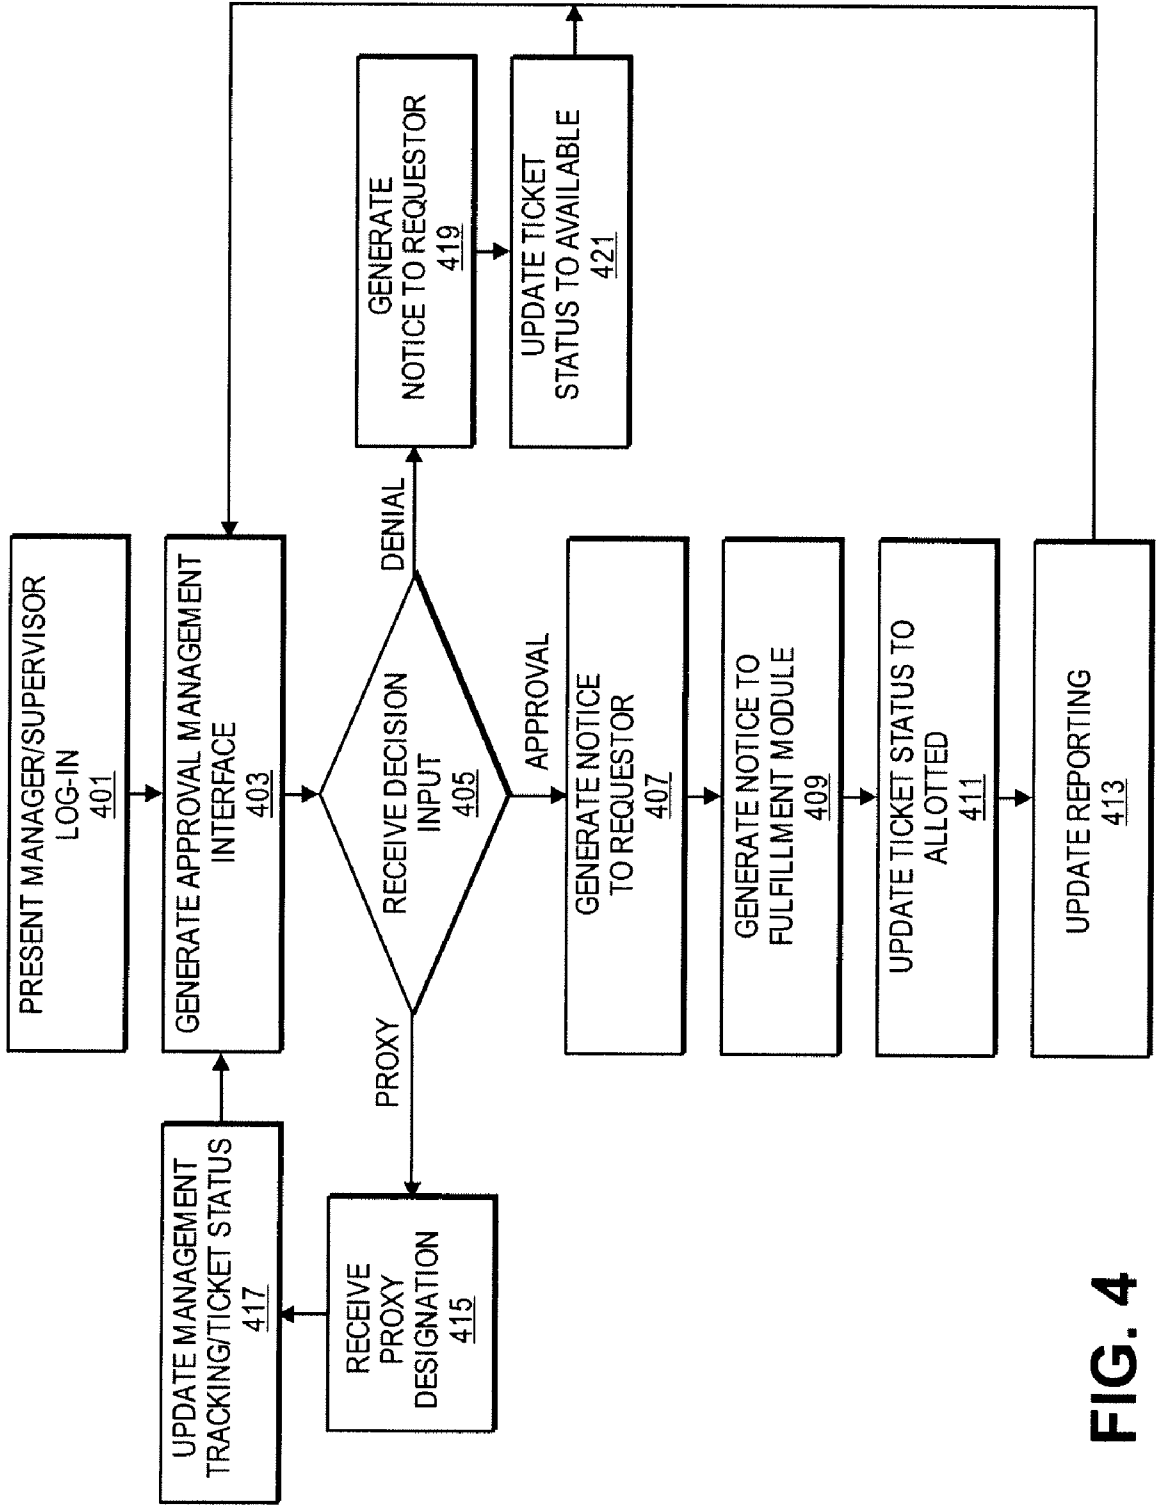 PRESENT MANAGER/SUPERVISOR
LOG-IN
401
GENERATE APPROVAL MANAGEMENT
INTERFACE
403
RECEIVE DECISION
INPUT
405
APPROVAL
GENERATE NOTICE
TO REQUESTOR
407
GENERATE NOTICE TO
FULFILLMENT MODULE
409
UPDATE TICKET STATUS TO
ALLOTTED
411
UPDATE REPORTING
413
PROXY
RECEIVE
PROXY
DESIGNATION
415
UPDATE MANAGEMENT
TRACKING/TICKET STATUS
417
DENIAL
GENERATE
NOTICE TO REQUESTOR
419
UPDATE TICKET
STATUS TO AVAILABLE
421
FIG. 4